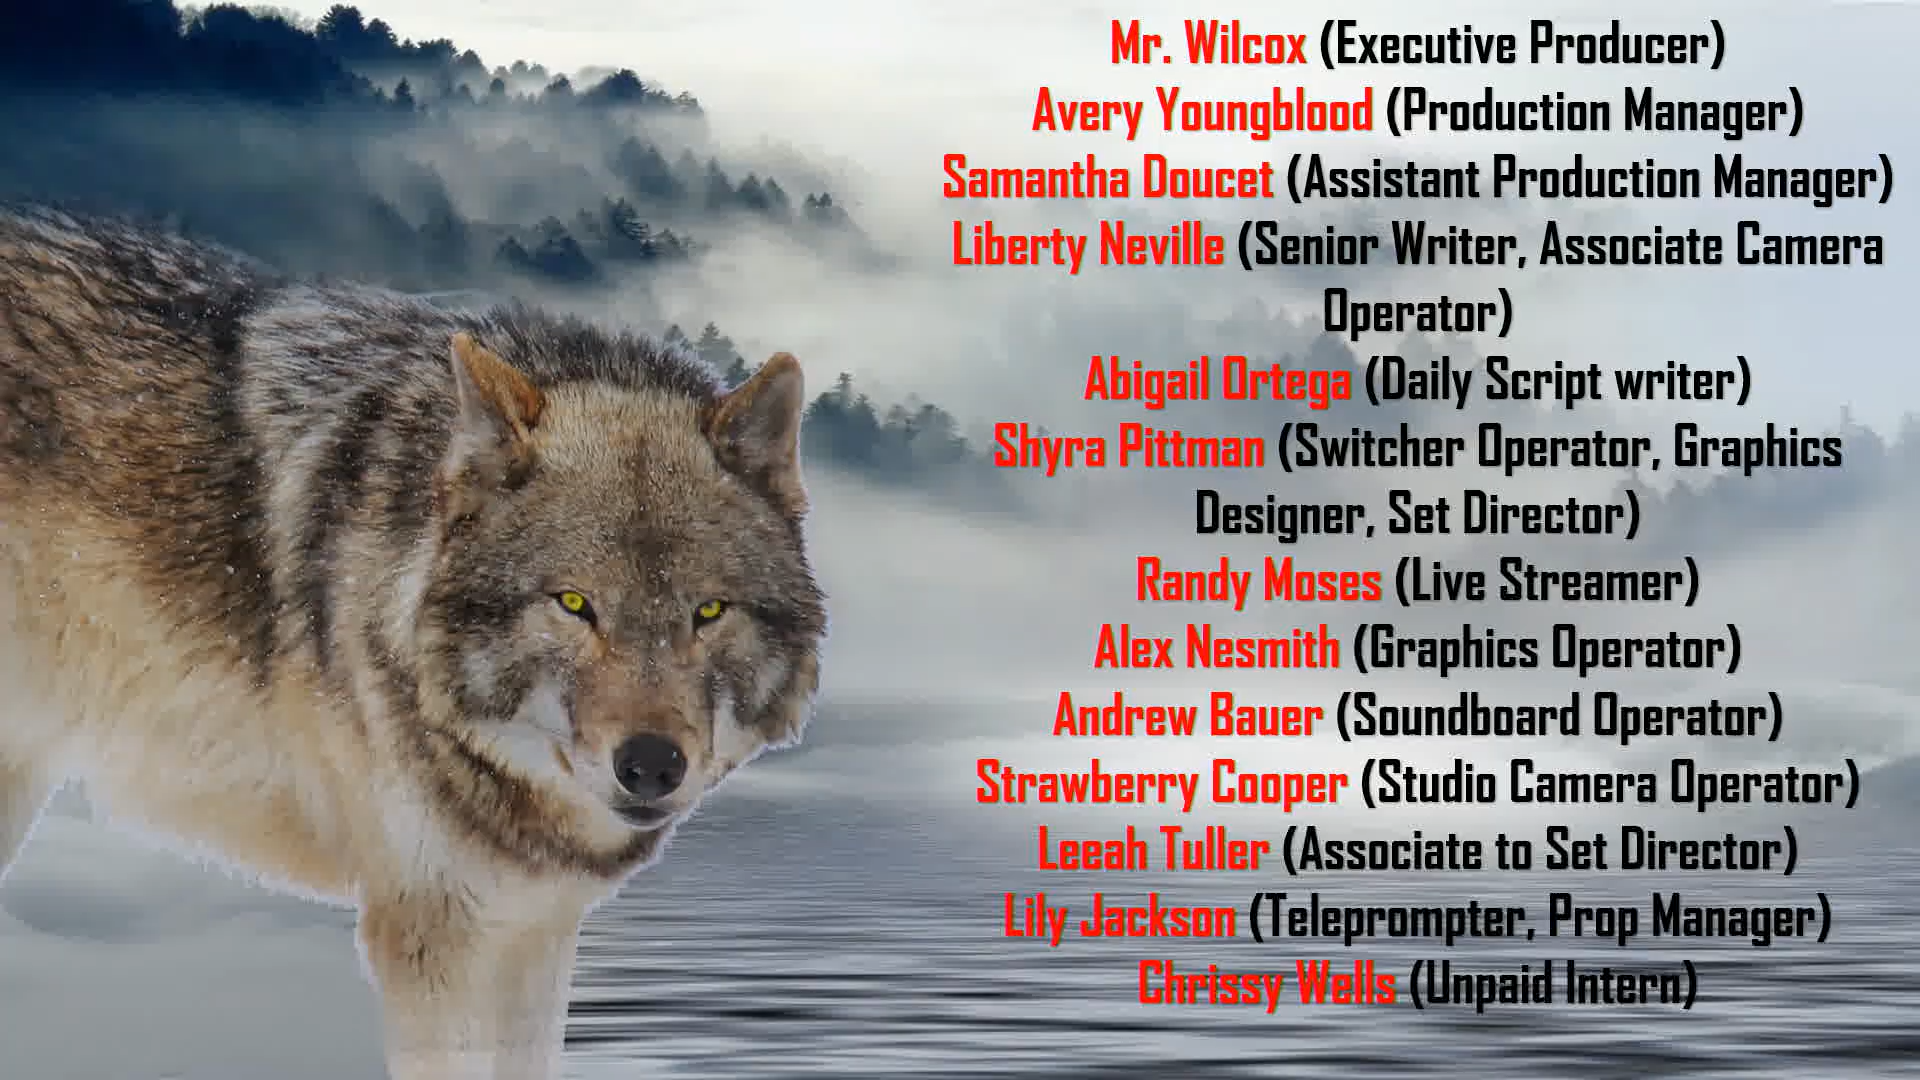 Mr. Wilcox (Executive Producer)
Avery Youngblood (Production Manager)
Samantha Doucet (Assistant Production Manager)
Liberty Neville (Senior Writer, Associate Camera
Operator)
Abigail Ortega (Daily Script writer)
Shyra Pittman (Switcher Operator, Graphics
Designer, Set Director)
Randy Moses (Live Streamer)
Alex Nesmith (Graphics Operator)
Andrew Bauer (Soundboard Operator)
Strawberry Cooper (Studio Camera Operator)
Leeah Tuller (Associate to Set Director)
Lily Jackson (Teleprompter, Prop Manager)
Chrissy Wells (Unpaid Intern)